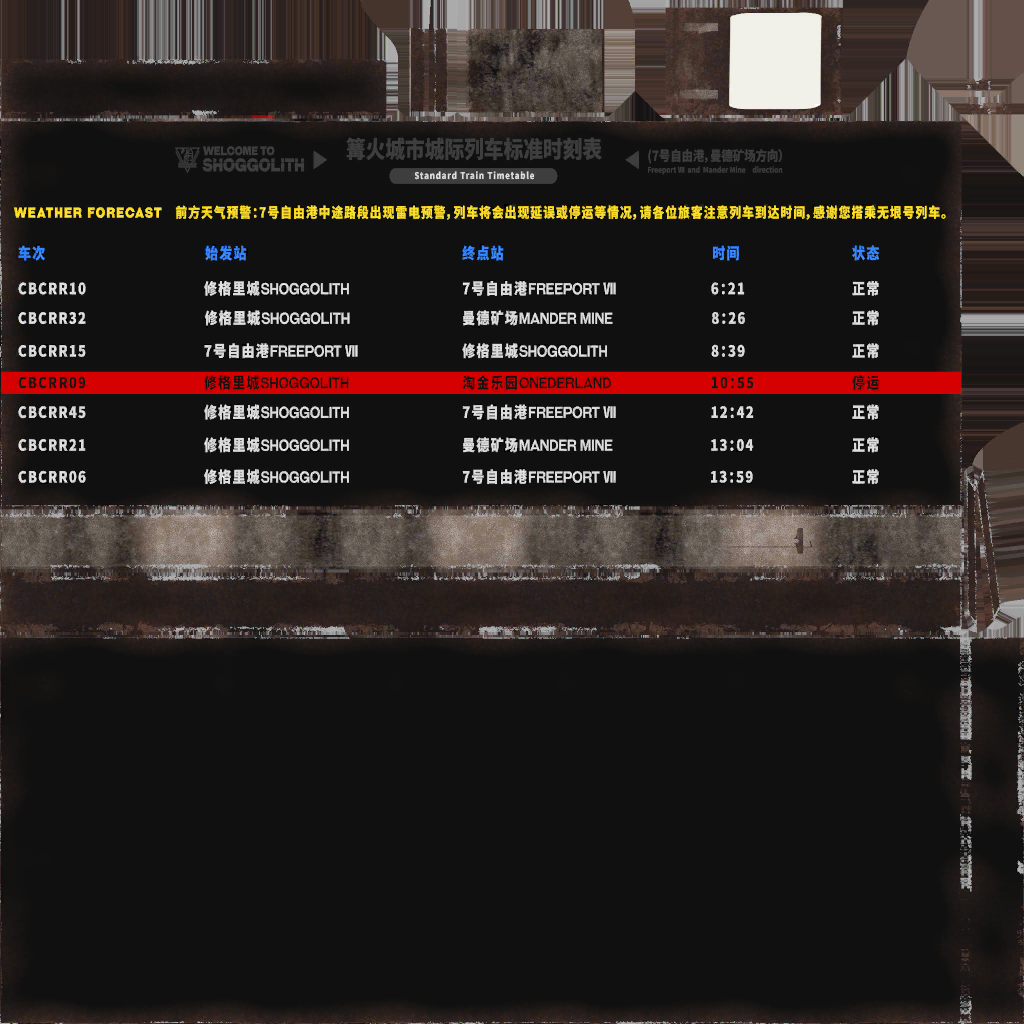 WELCOME TO
SHOGGOLITH
篝火城市城际列车标准时刻表
Standard Train Timetable
(7号自由港,曼德矿场方向)
Freeport Ⅶ and Mander Mine direction
WEATHER FORECAST 前方天气预警:7号自由港中途路段出现雷电预警,列车将会出现延误或停运等情况,请各位旅客注意列车到达时间,感谢您搭乘无垠号列车。
车次 始发站 终点站 时间 状态
CBCRR10 修格里城SHOGGOLITH 7号自由港FREEPORT Ⅶ 6:21 正常
CBCRR32 修格里城SHOGGOLITH 曼德矿场MANDER MINE 8:26 正常
CBCRR15 7号自由港FREEPORT Ⅶ 修格里城SHOGGOLITH 8:39 正常
CBCRR09 修格里城SHOGGOLITH 淘金乐园ONEDERLAND 10:55 停运
CBCRR45 修格里城SHOGGOLITH 7号自由港FREEPORT Ⅶ 12:42 正常
CBCRR21 修格里城SHOGGOLITH 曼德矿场MANDER MINE 13:04 正常
CBCRR06 修格里城SHOGGOLITH 7号自由港FREEPORT Ⅶ 13:59 正常